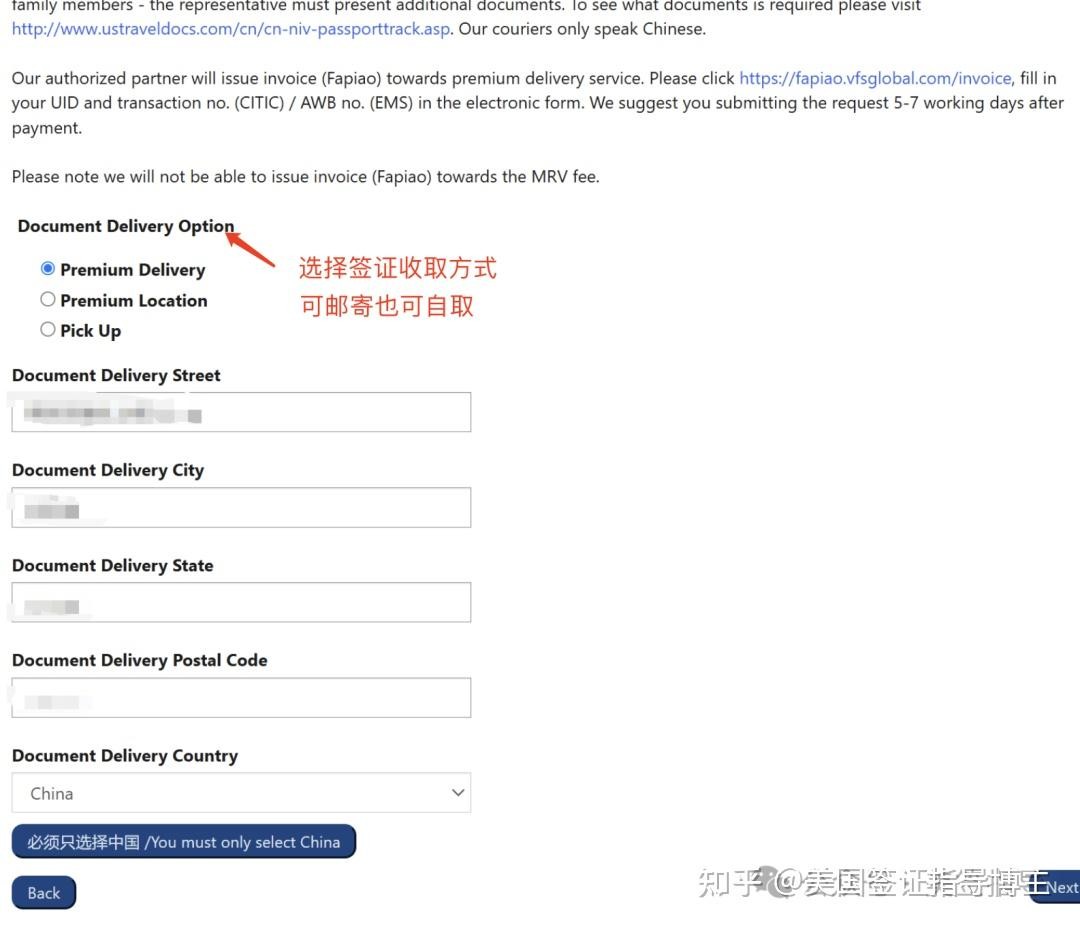 family members - the representative must present additional documents. To see what documents is required please visit
http://www.ustraveldocs.com/cn/cn-niv-passporttrack.asp. Our couriers only speak Chinese.
Our authorized partner will issue invoice (Fapiao) towards premium delivery service. Please click https://fapiao.vfsglobal.com/invoice, fill in
your UID and transaction no. (CITIC) / AWB no. (EMS) in the electronic form. We suggest you submitting the request 5-7 working days after
payment.
Please note we will not be able to issue invoice (Fapiao) towards the MRV fee.
Document Delivery Option
选择签证收取方式
Premium Delivery
Premium Location
可邮寄也可自取
Pick Up
Document Delivery Street
Document Delivery City
Document Delivery State
Document Delivery Postal Code
Document Delivery Country
China
必须只选择中国 /You must only select China
Back
知乎 @美国签证指导博主
Next